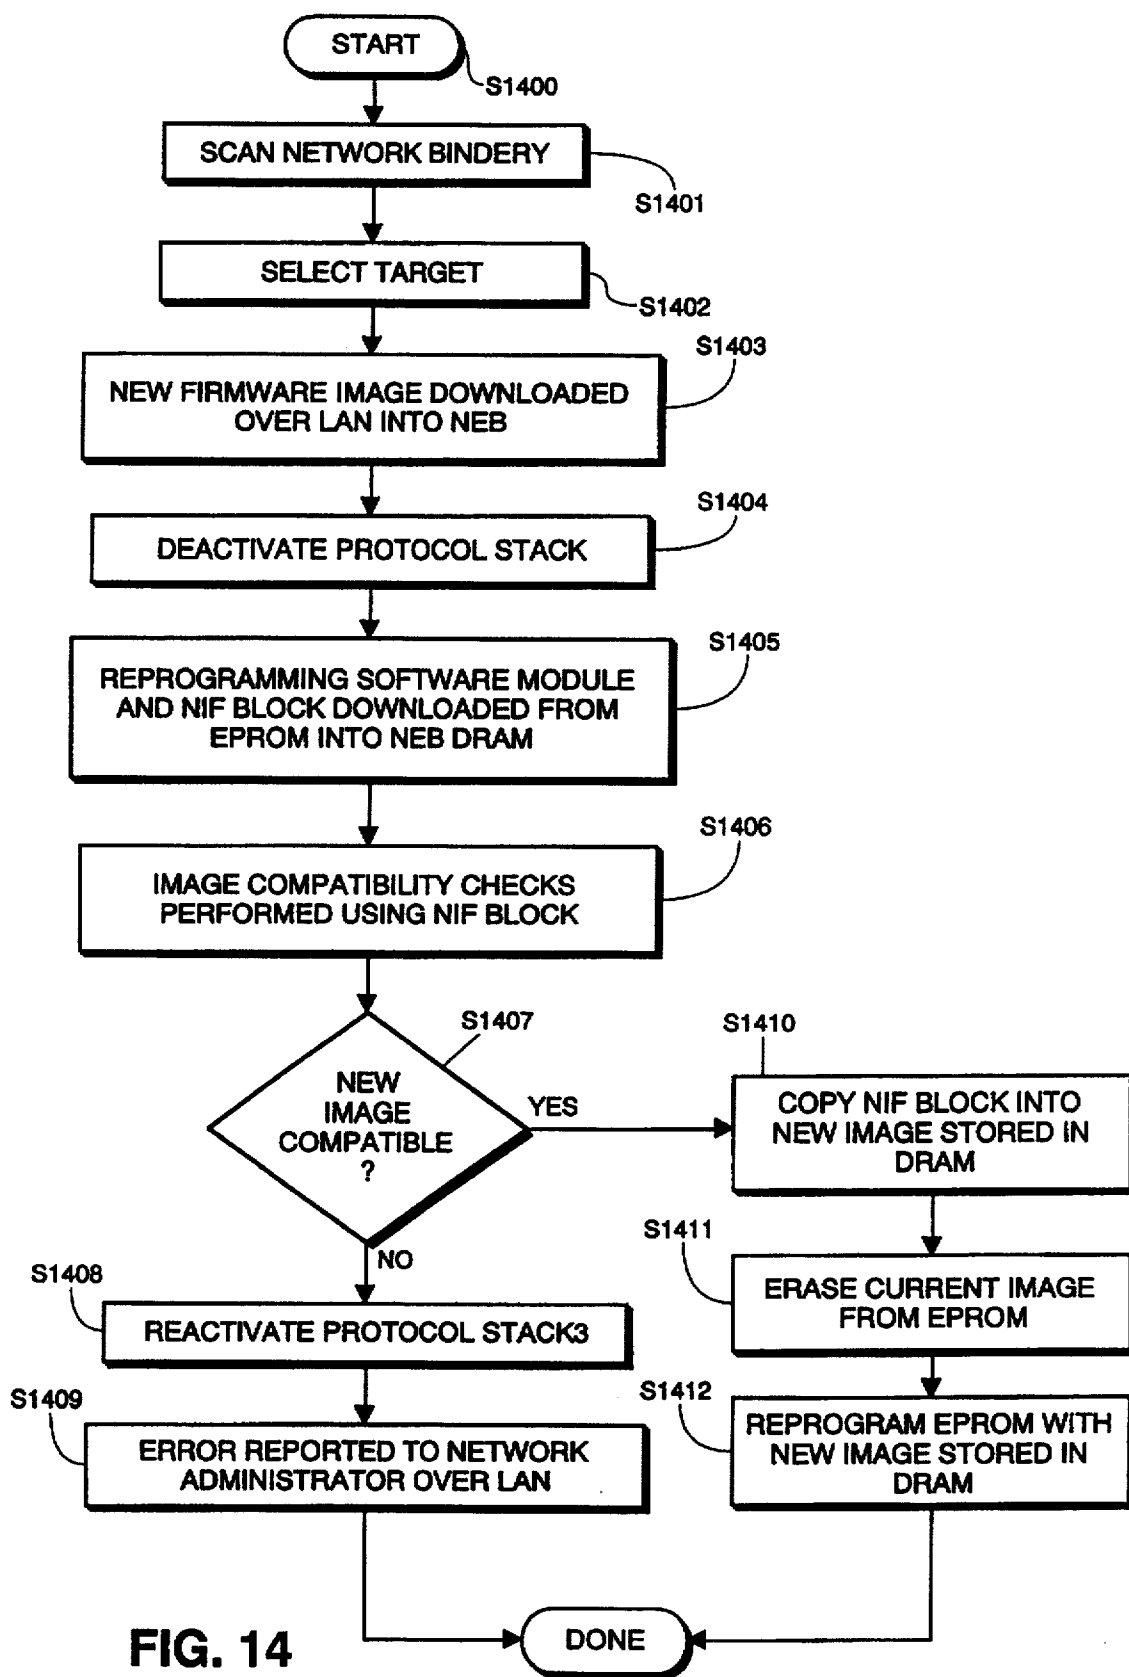 START
S1400
SCAN NETWORK BINDERY
S1401
SELECT TARGET
S1402
S1403
NEW FIRMWARE IMAGE DOWNLOADED
OVER LAN INTO NEB
S1404
DEACTIVATE PROTOCOL STACK
S1405
REPROGRAMMING SOFTWARE MODULE
AND NIF BLOCK DOWNLOADED FROM
EPROM INTO NEB DRAM
S1406
IMAGE COMPATIBILITY CHECKS
PERFORMED USING NIF BLOCK
S1407
NEW
IMAGE
COMPATIBLE
?
YES
NO
S1410
COPY NIF BLOCK INTO
NEW IMAGE STORED IN
DRAM
S1411
ERASE CURRENT IMAGE
FROM EPROM
S1412
REPROGRAM EPROM WITH
NEW IMAGE STORED IN
DRAM
S1408
REACTIVATE PROTOCOL STACK3
S1409
ERROR REPORTED TO NETWORK
ADMINISTRATOR OVER LAN
DONE
FIG. 14